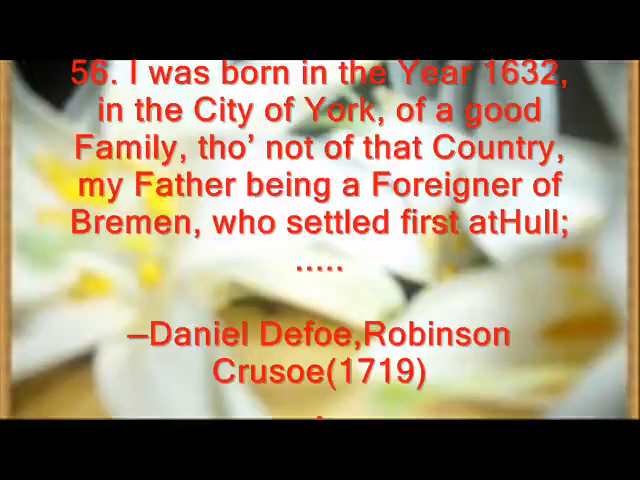 56. I was born in the Year 1632,
in the City of York, of a good
Family, tho’ not of that Country,
my Father being a Foreigner of
Bremen, who settled first atHull;
.....
–Daniel Defoe,Robinson
Crusoe(1719)
.